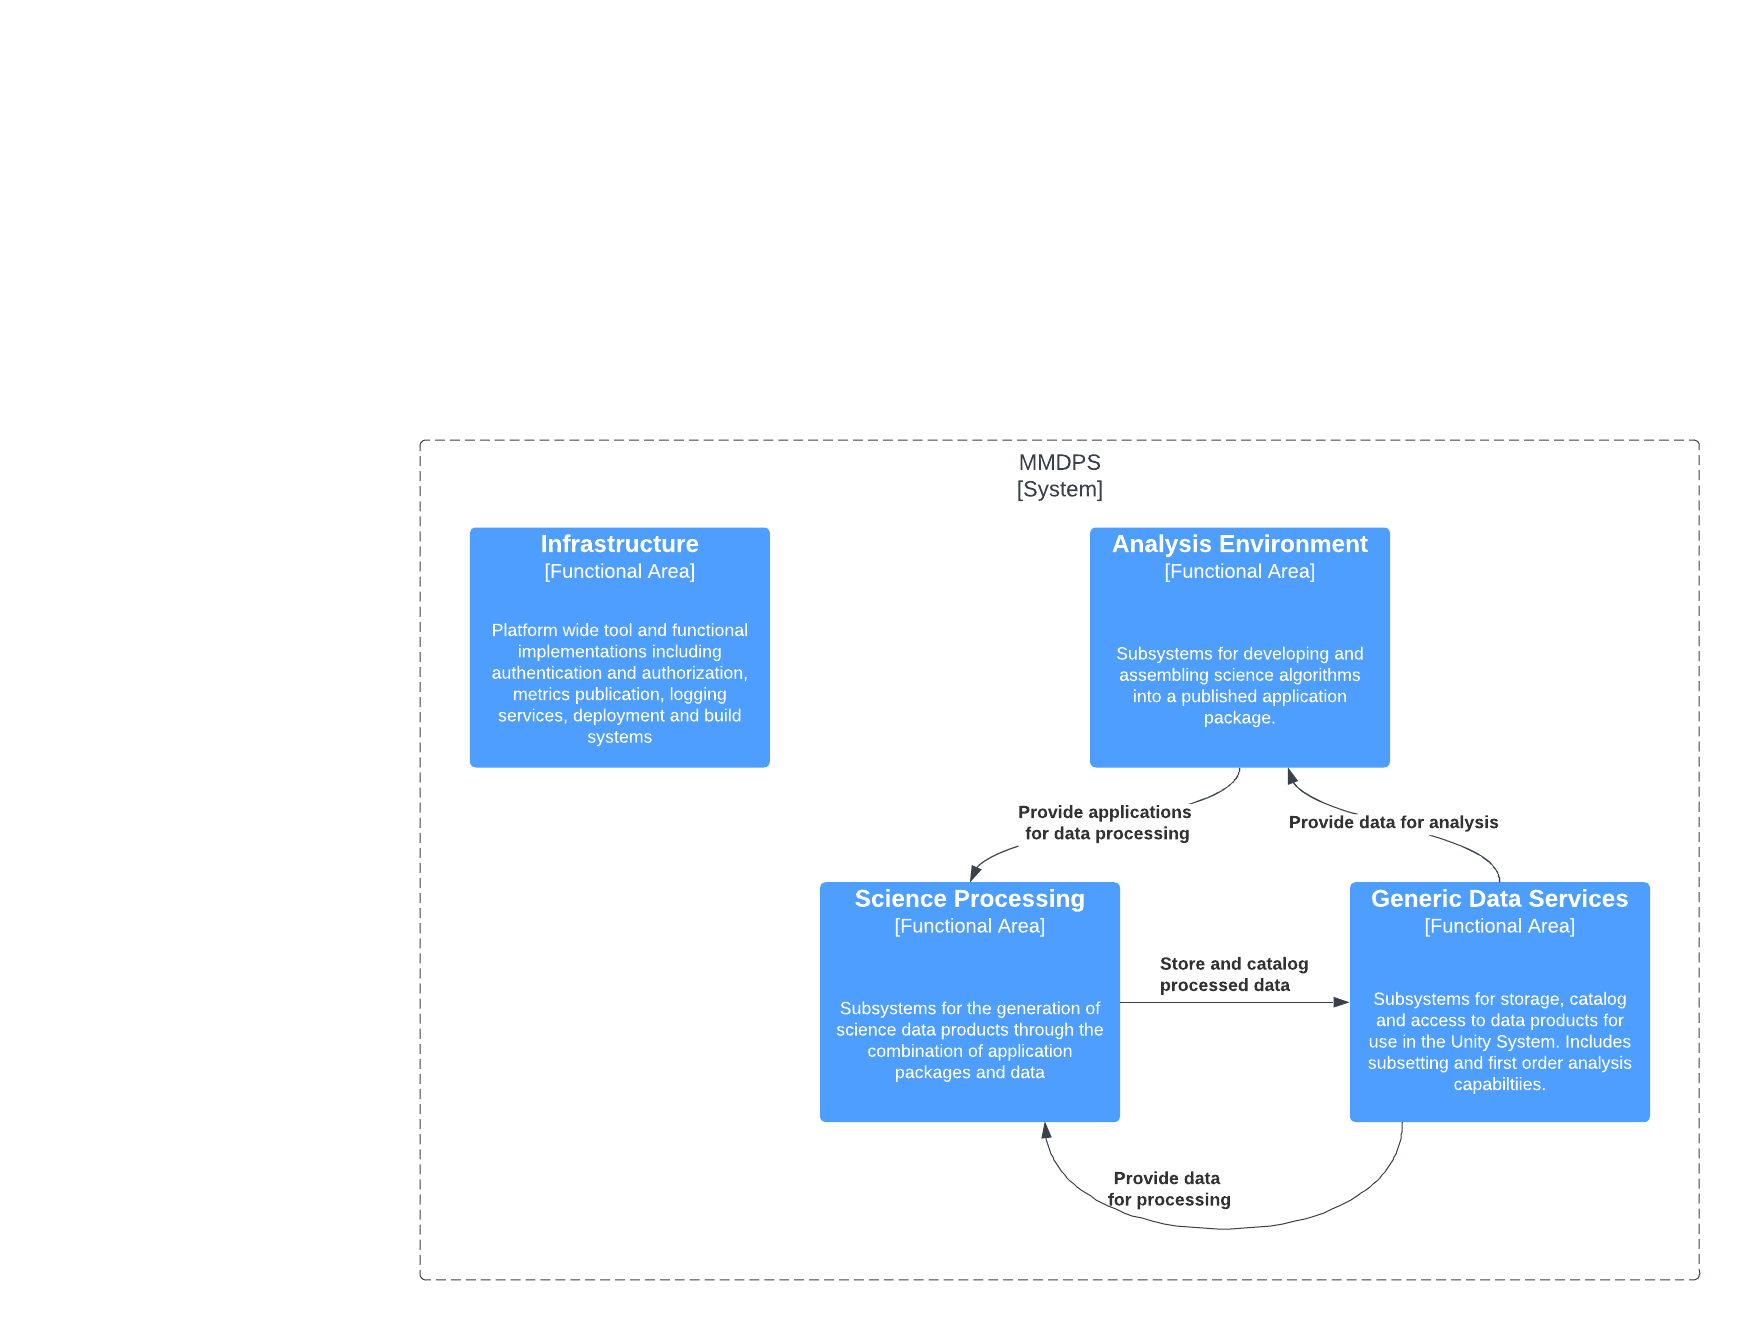 MMDPS
[System]
Infrastructure
[Functional Area]
Platform wide tool and functional
implementations including
authentication and authorization,
metrics publication, logging
services, deployment and build
systems
Analysis Environment
[Functional Area]
Subsystems for developing and
assembling science algorithms
into a published application
package.
Provide applications
for data processing
Provide data for analysis
Science Processing
[Functional Area]
Subsystems for the generation of
science data products through the
combination of application
packages and data
Store and catalog
processed data
Generic Data Services
[Functional Area]
Subsystems for storage, catalog
and access to data products for
use in the Unity System. Includes
subsetting and first order analysis
capabiltiies.
Provide data
for processing